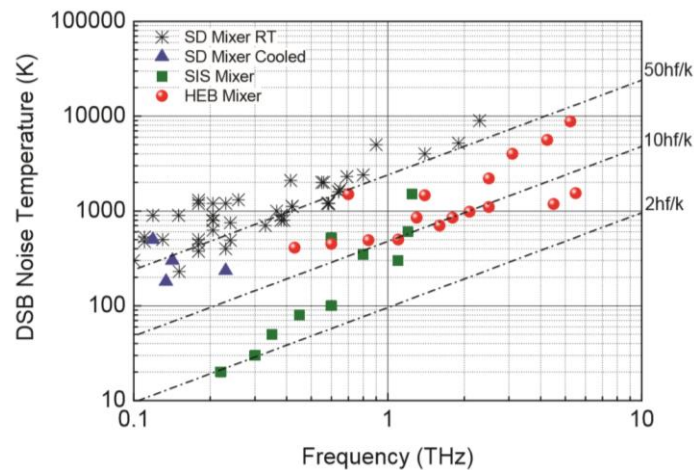 100000
SD Mixer RT
SD Mixer Cooled
SIS Mixer
HEB Mixer
50hf/k
10000
10hf/k
1000
2hf/k
100
10
0.1
1
10
DSB Noise Temperature (K)
Frequency (THz)